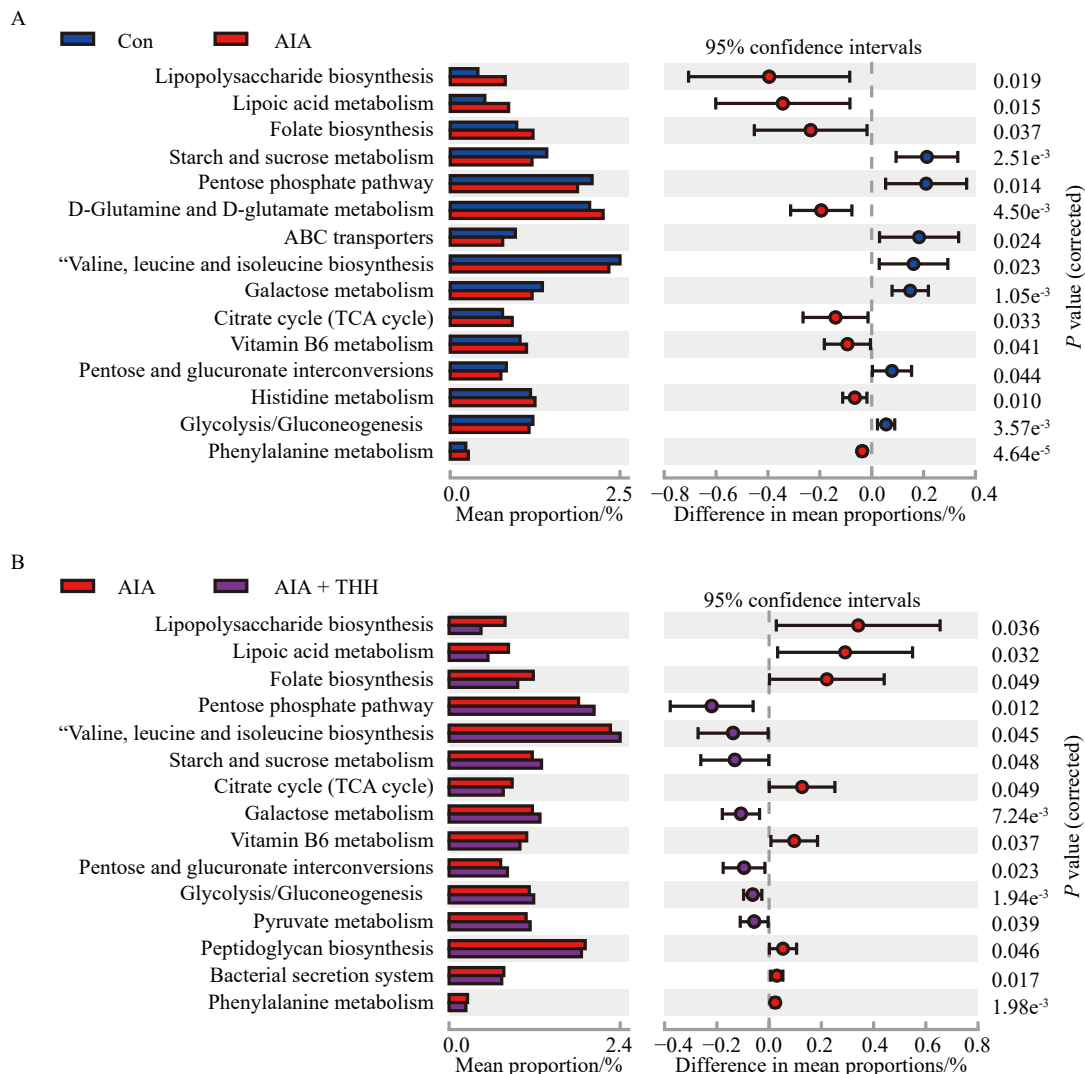 A
Con AIA
95% confidence intervals
Lipopolysaccharide biosynthesis 0.019
Lipoic acid metabolism 0.015
Folate biosynthesis 0.037
Starch and sucrose metabolism 2.51e-3
Pentose phosphate pathway 0.014
D-Glutamine and D-glutamate metabolism 4.50e-3
ABC transporters 0.024
“Valine, leucine and isoleucine biosynthesis 0.023
Galactose metabolism 1.05e-3
Citrate cycle (TCA cycle) 0.033
Vitamin B6 metabolism 0.041
Pentose and glucuronate interconversions 0.044
Histidine metabolism 0.010
Glycolysis/Gluconeogenesis 3.57e-3
Phenylalanine metabolism 4.64e-5
P value (corrected)
0.0 2.5 −0.8 −0.6 −0.4 −0.2 0.0 0.2 0.4
Mean proportion/% Difference in mean proportions/%
B
AIA AIA + THH
95% confidence intervals
Lipopolysaccharide biosynthesis 0.036
Lipoic acid metabolism 0.032
Folate biosynthesis 0.049
Pentose phosphate pathway 0.012
“Valine, leucine and isoleucine biosynthesis 0.045
Starch and sucrose metabolism 0.048
Citrate cycle (TCA cycle) 0.049
Galactose metabolism 7.24e-3
Vitamin B6 metabolism 0.037
Pentose and glucuronate interconversions 0.023
Glycolysis/Gluconeogenesis 1.94e-3
Pyruvate metabolism 0.039
Peptidoglycan biosynthesis 0.046
Bacterial secretion system 0.017
Phenylalanine metabolism 1.98e-3
P value (corrected)
0.0 2.4 −0.4 −0.2 0.0 0.2 0.4 0.6 0.8
Mean proportion/% Difference in mean proportions/%